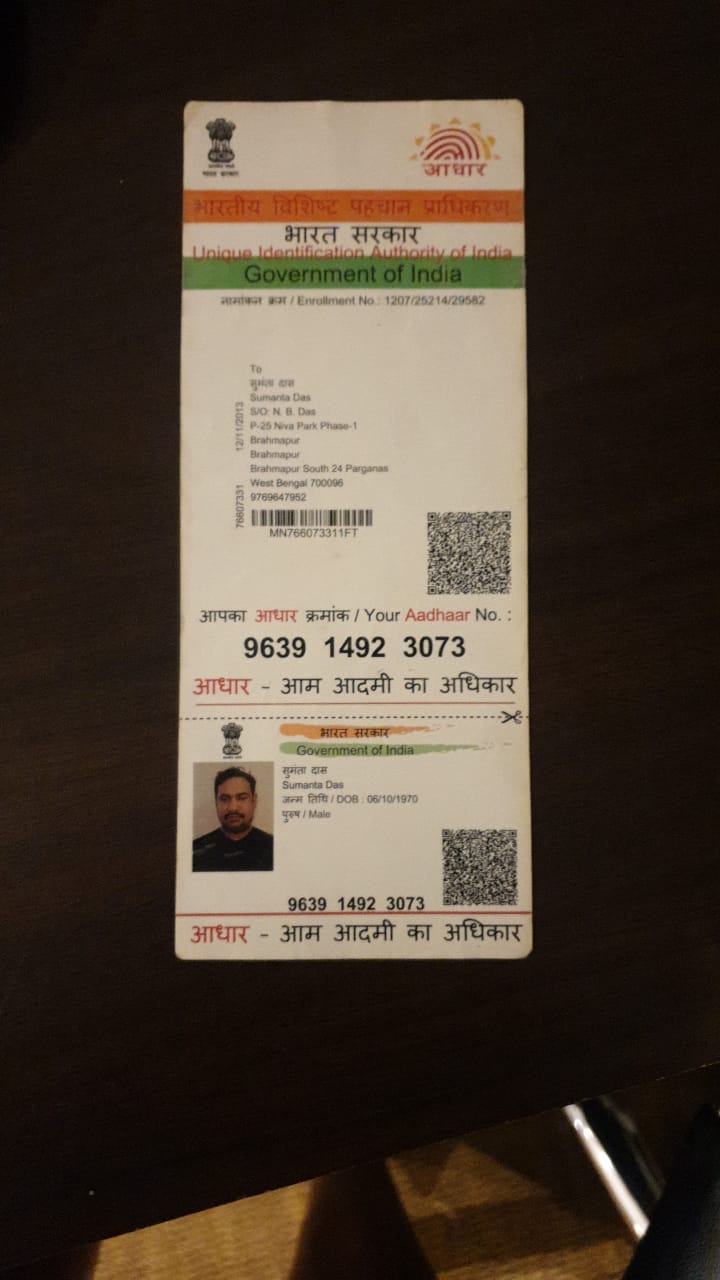 भारत सरकार
आधार
भारतीय विशिष्ट पहचान प्राधिकरण
भारत सरकार
Unique Identification Authority of India
Government of India
नामांकन क्रम / Enrollment No.: 1207/25214/29582
To
सुमंता दास
Sumanta Das
S/O: N. B. Das
P-25 Niva Park Phase-1
Brahmapur
Brahmapur
Brahmapur South 24 Parganas
West Bengal 700096
9769647952
76607331 12/11/2013
MN766073311FT
आपका आधार क्रमांक / Your Aadhaar No. :
9639 1492 3073
आधार - आम आदमी का अधिकार
भारत सरकार
Government of India
सुमंता दास
Sumanta Das
जन्म तिथि / DOB : 06/10/1970
पुरुष / Male
9639 1492 3073
आधार - आम आदमी का अधिकार